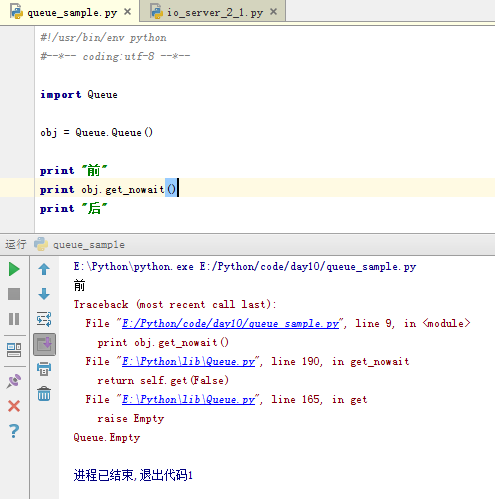 queue_sample.py × io_server_2_1.py ×
#!/usr/bin/env python
#--*-- coding:utf-8 --*--
import Queue
obj = Queue.Queue()
print "前"
print obj.get_nowait()
print "后"
运行 queue_sample
E:\Python\python.exe E:/Python/code/day10/queue_sample.py
前
Traceback (most recent call last):
File "E:/Python/code/day10/queue_sample.py", line 9, in <module>
print obj.get_nowait()
File "E:\Python\lib\Queue.py", line 190, in get_nowait
return self.get(False)
File "E:\Python\lib\Queue.py", line 165, in get
raise Empty
Queue.Empty
进程已结束,退出代码1